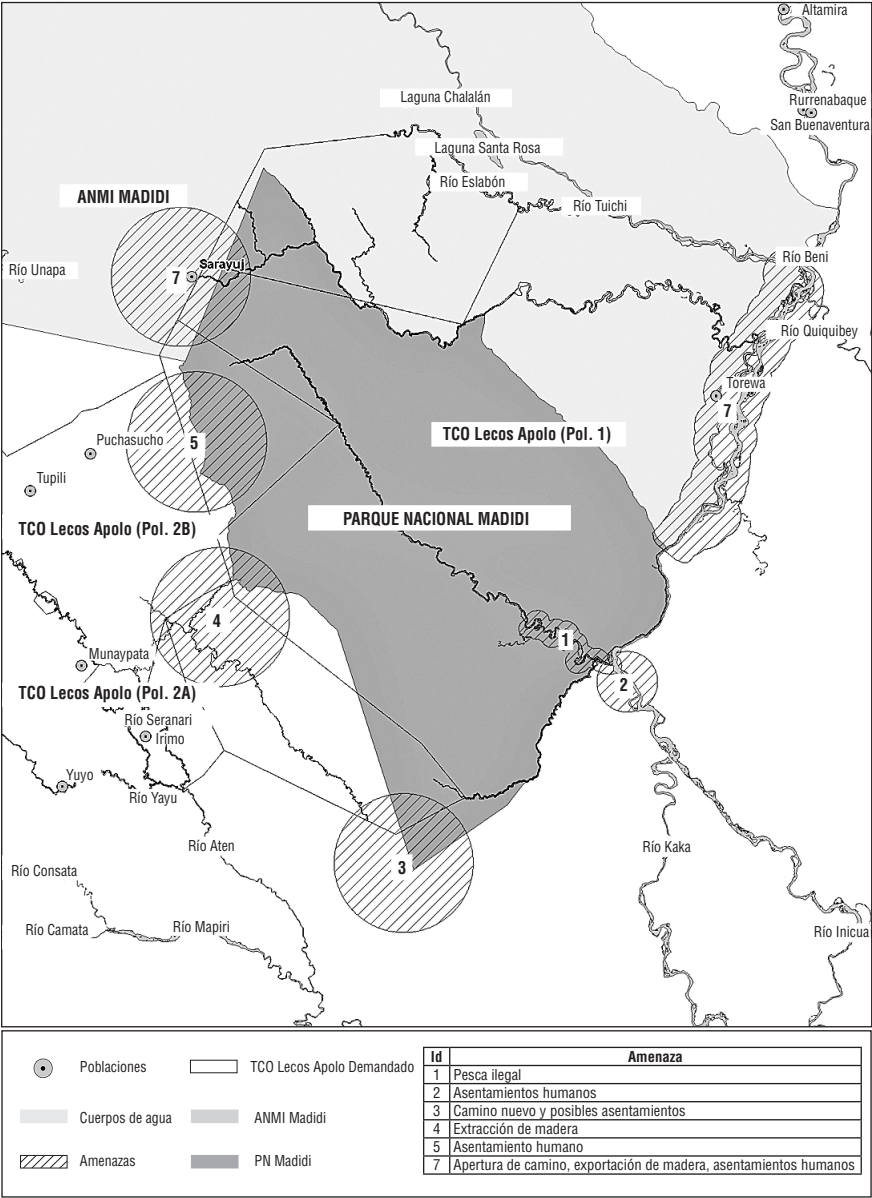 Altamira
Rurrenabaque
San Buenaventura
Laguna Chalalán
Laguna Santa Rosa
Río Eslabón
Río Tuichi
ANMI MADIDI
Río Unapa
Sarayuj
7
Río Beni
Río Quiquibey
Torewa
7
TCO Lecos Apolo (Pol. 1)
Puchasucho
5
Tupili
TCO Lecos Apolo (Pol. 2B)
PARQUE NACIONAL MADIDI
4
1
Munaypata
2
TCO Lecos Apolo (Pol. 2A)
Río Seranari
Irimo
Yuyo
Río Yayu
Río Aten
Río Kaka
3
Río Consata
Río Camata
Río Mapiri
Río Inicua
Poblaciones
TCO Lecos Apolo Demandado
Cuerpos de agua
ANMI Madidi
Amenazas
PN Madidi
Id Amenaza
1 Pesca ilegal
2 Asentamientos humanos
3 Camino nuevo y posibles asentamientos
4 Extracción de madera
5 Asentamiento humano
7 Apertura de camino, exportación de madera, asentamientos humanos